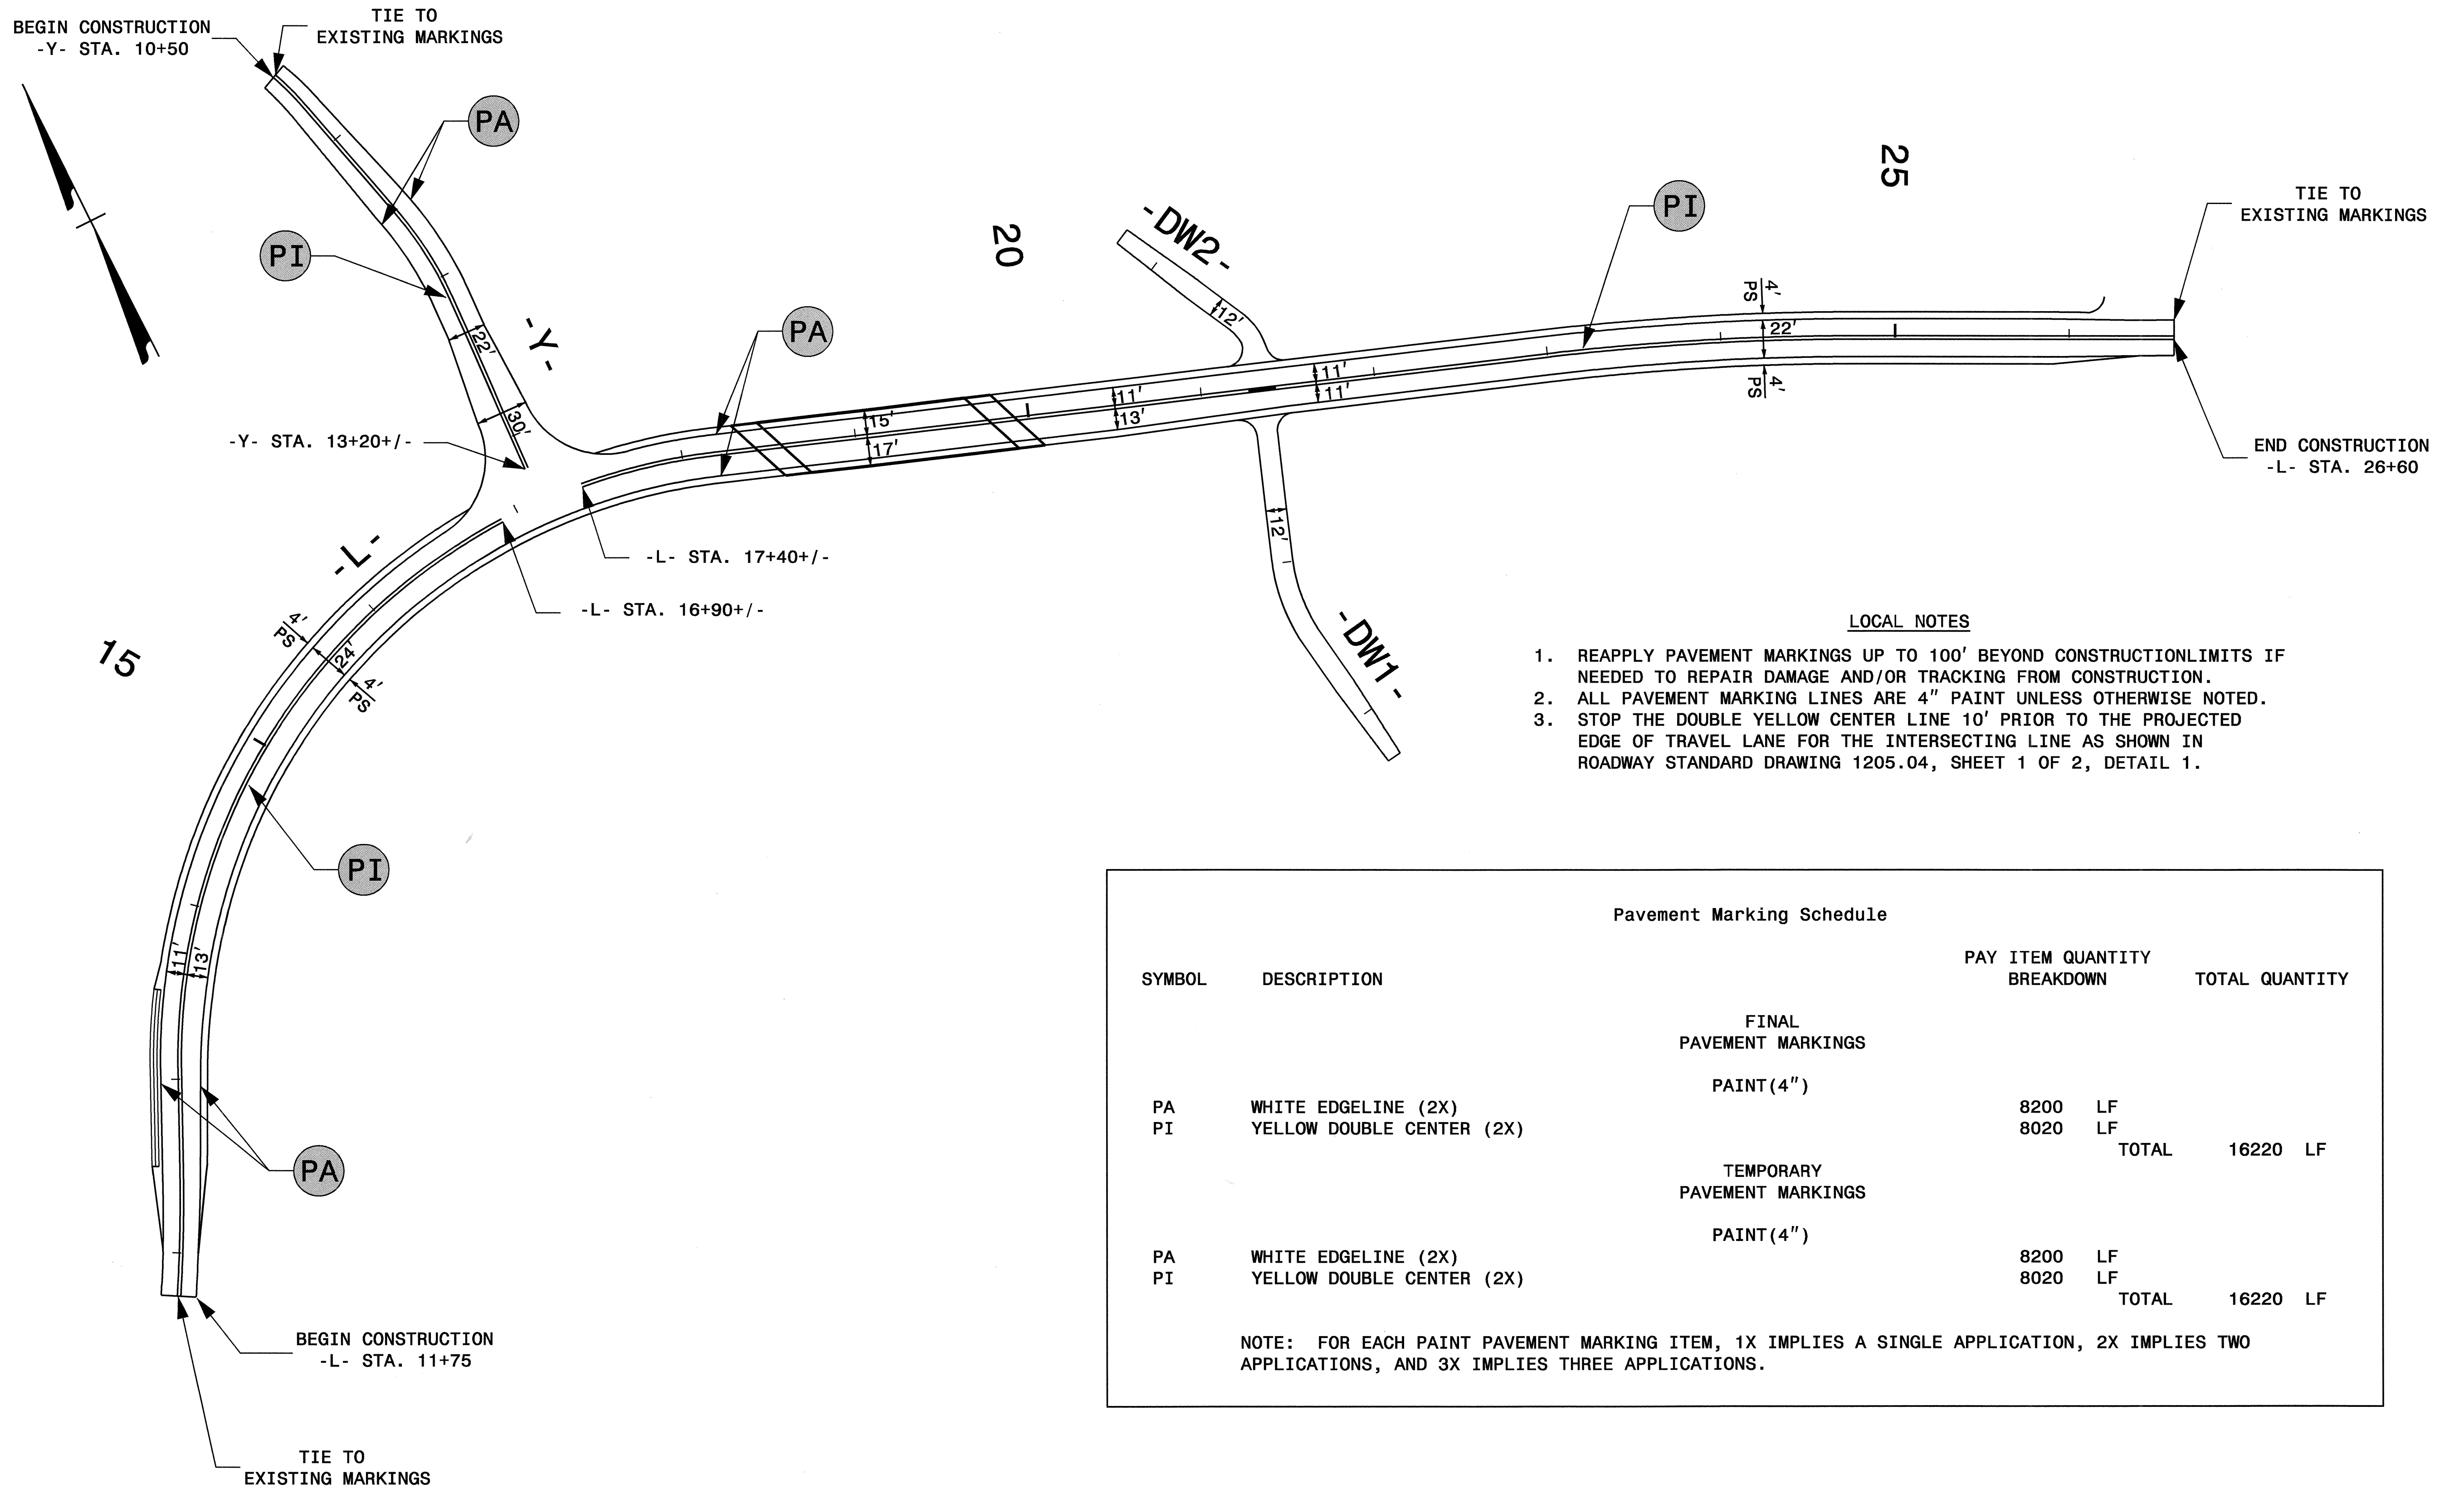 BEGIN CONSTRUCTION
-Y- STA. 10+50
TIE TO
EXISTING MARKINGS
PA
PI
22'
-Y-
30'
-Y- STA. 13+20+/-
PA
15'
17'
20
-DW2-
12'
11'
13'
11'
11'
PI
25
4'
PS
22'
4'
PS
TIE TO
EXISTING MARKINGS
END CONSTRUCTION
-L- STA. 26+60
-L-
-L- STA. 17+40+/-
-L- STA. 16+90+/-
12'
-DW1-
15
4'
PS
24'
4'
PS
PI
11'
13'
PA
BEGIN CONSTRUCTION
-L- STA. 11+75
TIE TO
EXISTING MARKINGS
LOCAL NOTES
1. REAPPLY PAVEMENT MARKINGS UP TO 100' BEYOND CONSTRUCTIONLIMITS IF
NEEDED TO REPAIR DAMAGE AND/OR TRACKING FROM CONSTRUCTION.
2. ALL PAVEMENT MARKING LINES ARE 4" PAINT UNLESS OTHERWISE NOTED.
3. STOP THE DOUBLE YELLOW CENTER LINE 10' PRIOR TO THE PROJECTED
EDGE OF TRAVEL LANE FOR THE INTERSECTING LINE AS SHOWN IN
ROADWAY STANDARD DRAWING 1205.04, SHEET 1 OF 2, DETAIL 1.
Pavement Marking Schedule
PAY ITEM QUANTITY
SYMBOL DESCRIPTION BREAKDOWN TOTAL QUANTITY
FINAL
PAVEMENT MARKINGS
PAINT(4")
PA WHITE EDGELINE (2X) 8200 LF
PI YELLOW DOUBLE CENTER (2X) 8020 LF
TOTAL 16220 LF
TEMPORARY
PAVEMENT MARKINGS
PAINT(4")
PA WHITE EDGELINE (2X) 8200 LF
PI YELLOW DOUBLE CENTER (2X) 8020 LF
TOTAL 16220 LF
NOTE: FOR EACH PAINT PAVEMENT MARKING ITEM, 1X IMPLIES A SINGLE APPLICATION, 2X IMPLIES TWO
APPLICATIONS, AND 3X IMPLIES THREE APPLICATIONS.